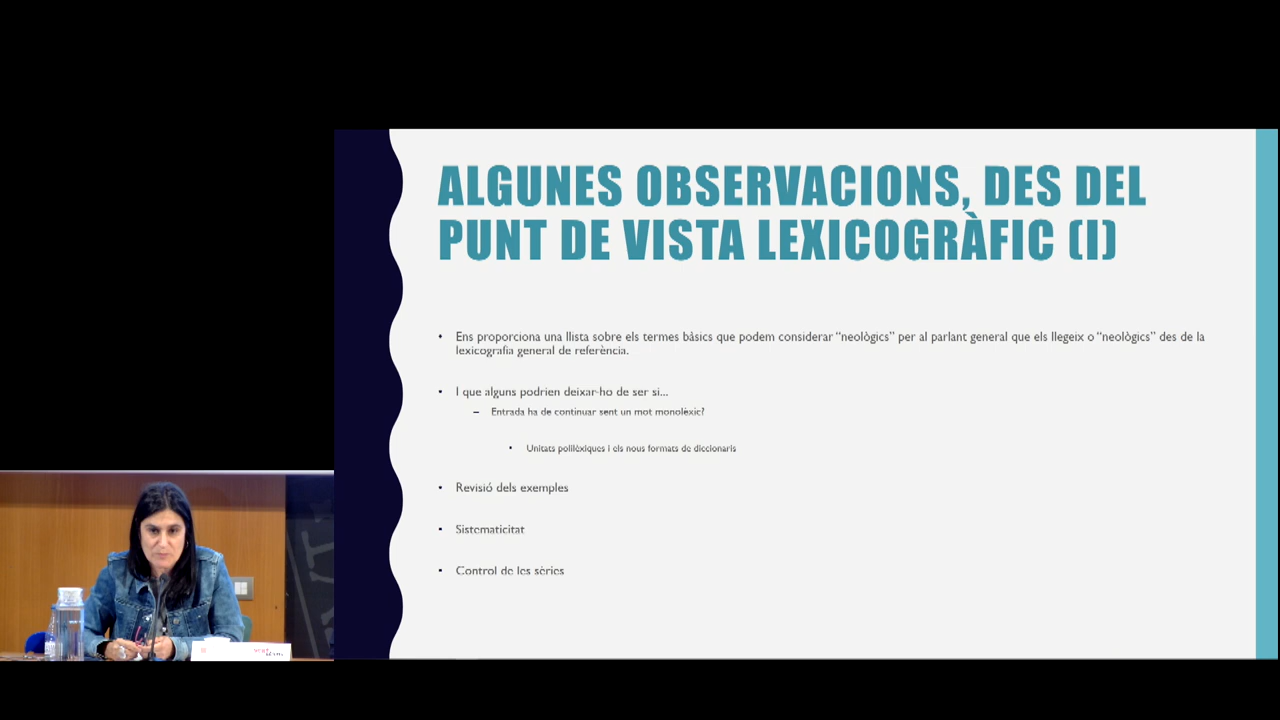 ALGUNES OBSERVACIONS, DES DEL
PUNT DE VISTA LEXICOGRÀFIC (I)
• Ens proporciona una llista sobre els termes bàsics que podem considerar “neològics” per al parlant general que els llegeix o “neològics” des de la
lexicografia general de referència.
• I que alguns podrien deixar-ho de ser si...
– Entrada ha de continuar sent un mot monolèxic?
• Unitats polilèxiques i els nous formats de diccionaris
• Revisió dels exemples
• Sistematicitat
• Control de les sèries